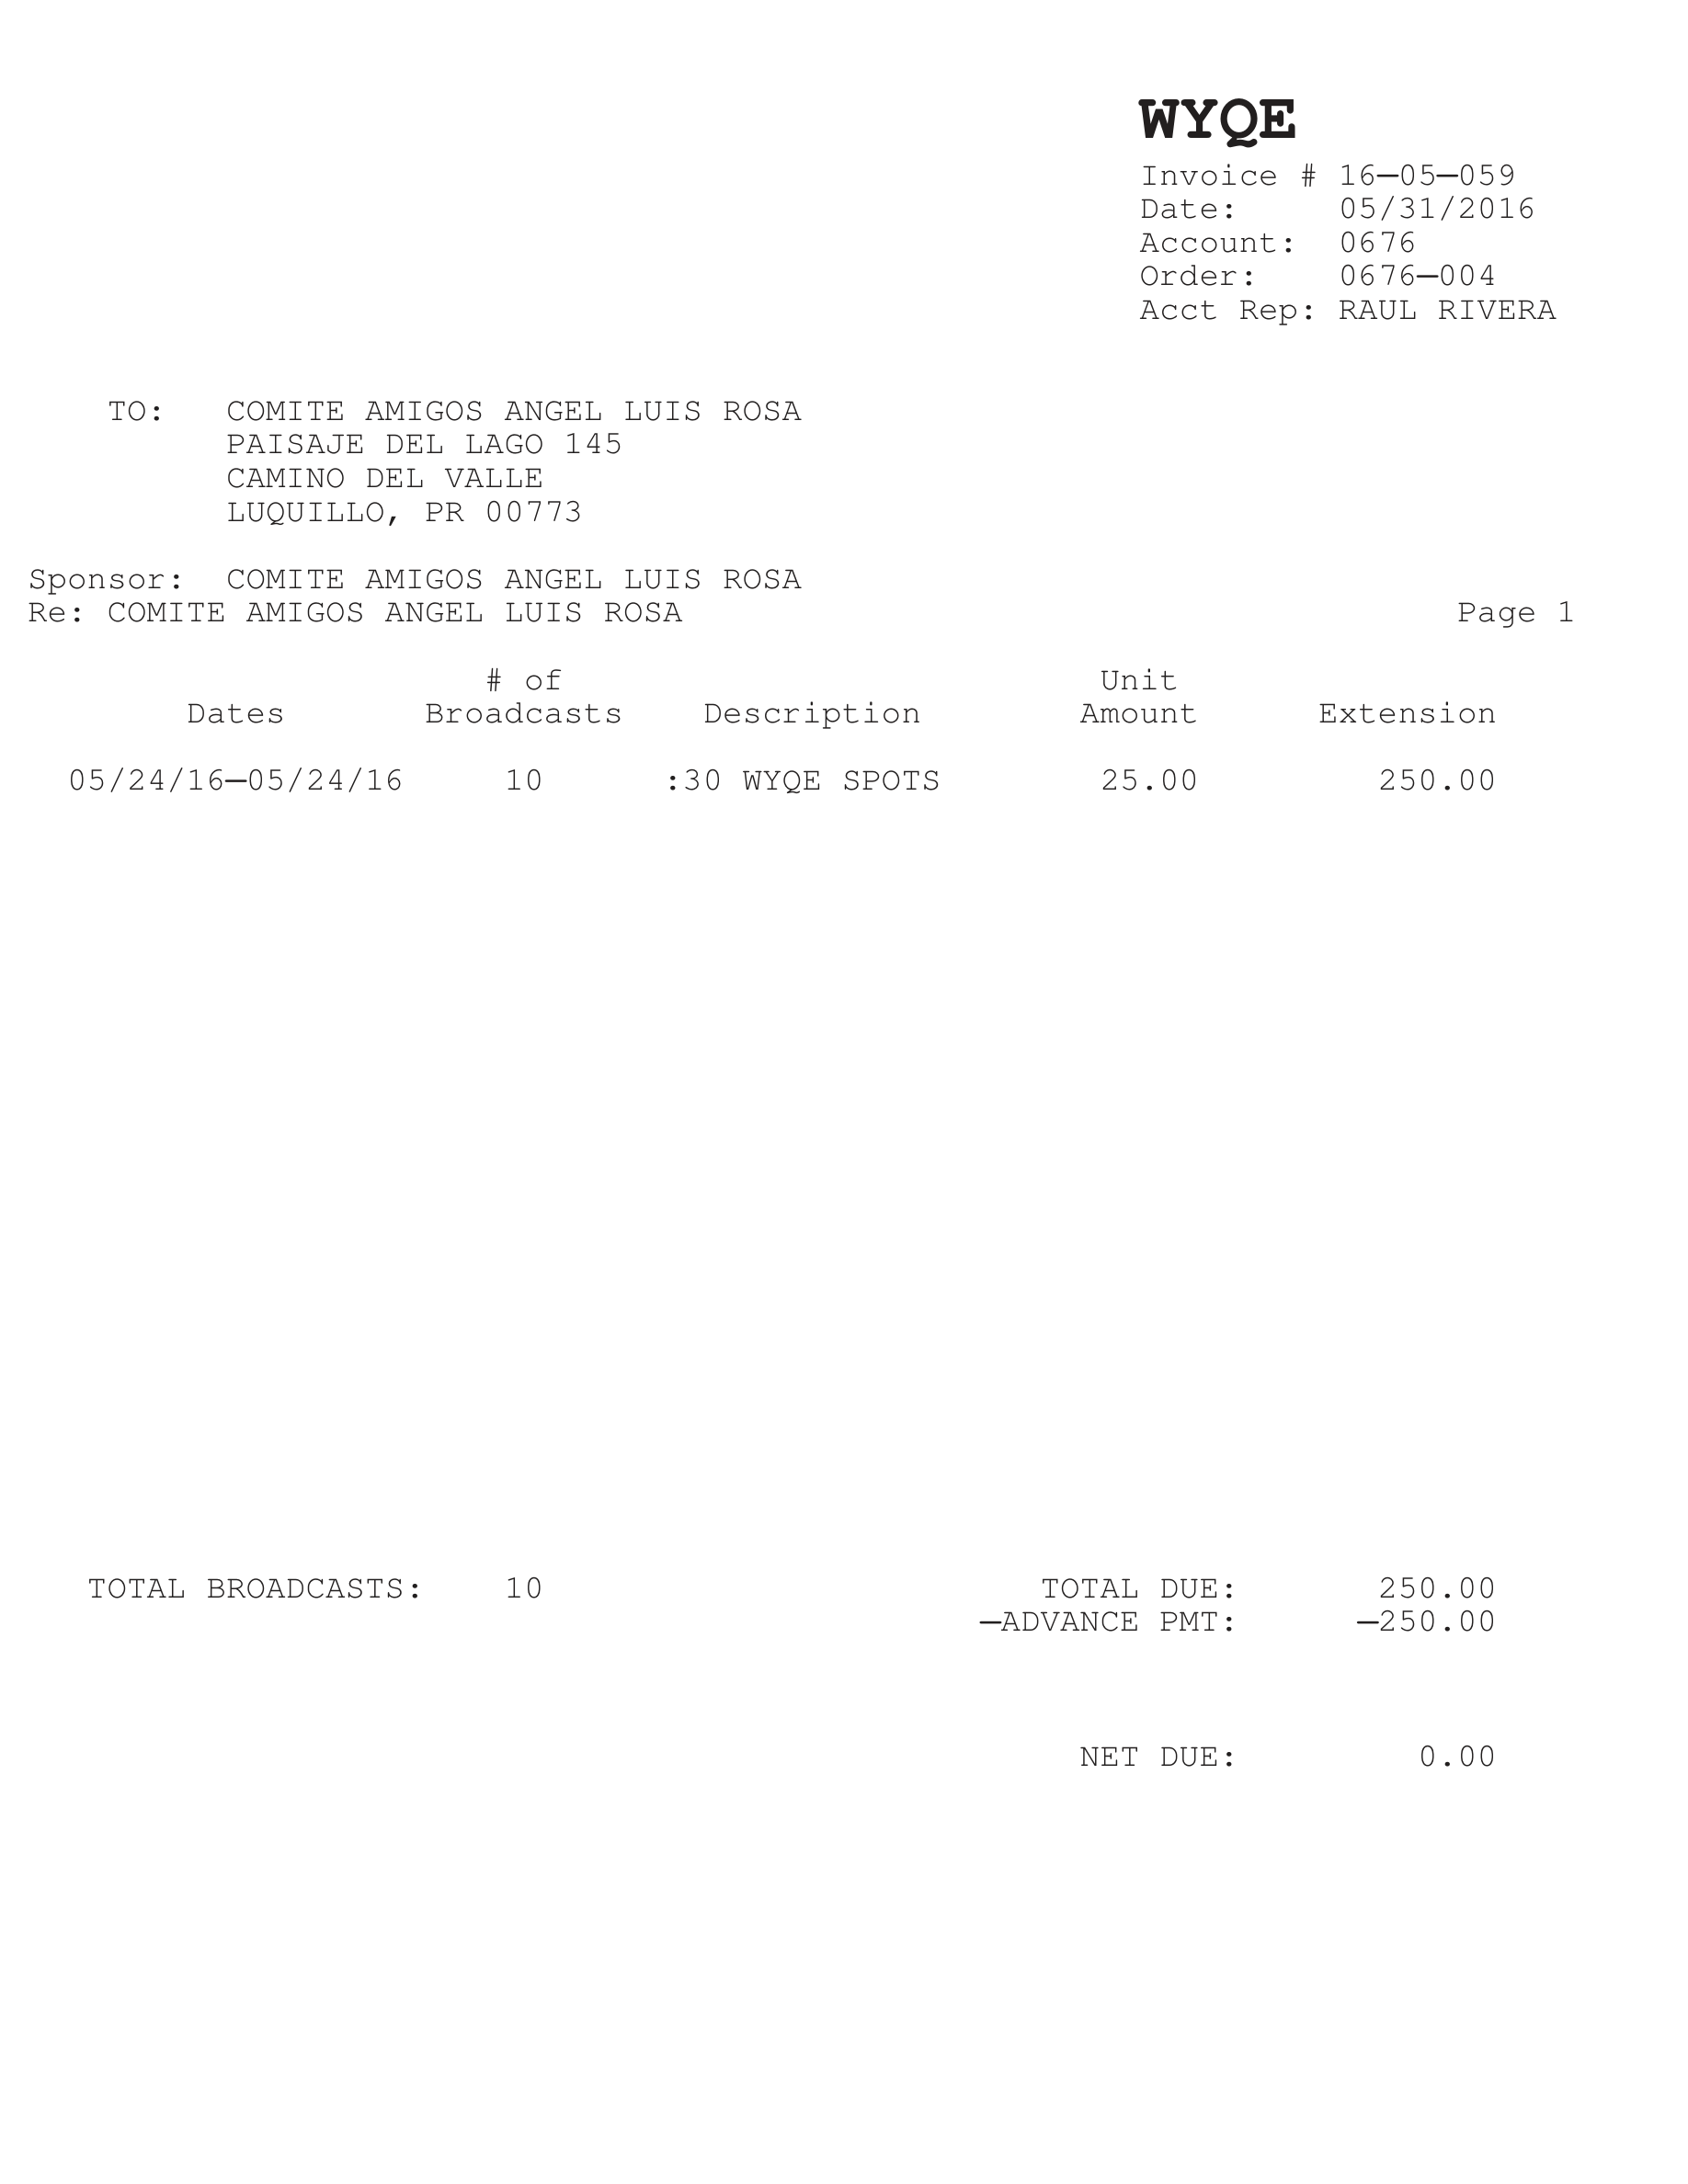 WYQE
Invoice # 16-05-059
Date: 05/31/2016
Account: 0676
Order: 0676-004
Acct Rep: RAUL RIVERA
TO: COMITE AMIGOS ANGEL LUIS ROSA
PAISAJE DEL LAGO 145
CAMINO DEL VALLE
LUQUILLO, PR 00773
Sponsor: COMITE AMIGOS ANGEL LUIS ROSA
Re: COMITE AMIGOS ANGEL LUIS ROSA Page 1
# of Unit
Dates Broadcasts Description Amount Extension
05/24/16-05/24/16 10 :30 WYQE SPOTS 25.00 250.00
TOTAL BROADCASTS: 10 TOTAL DUE: 250.00
-ADVANCE PMT: -250.00
NET DUE: 0.00